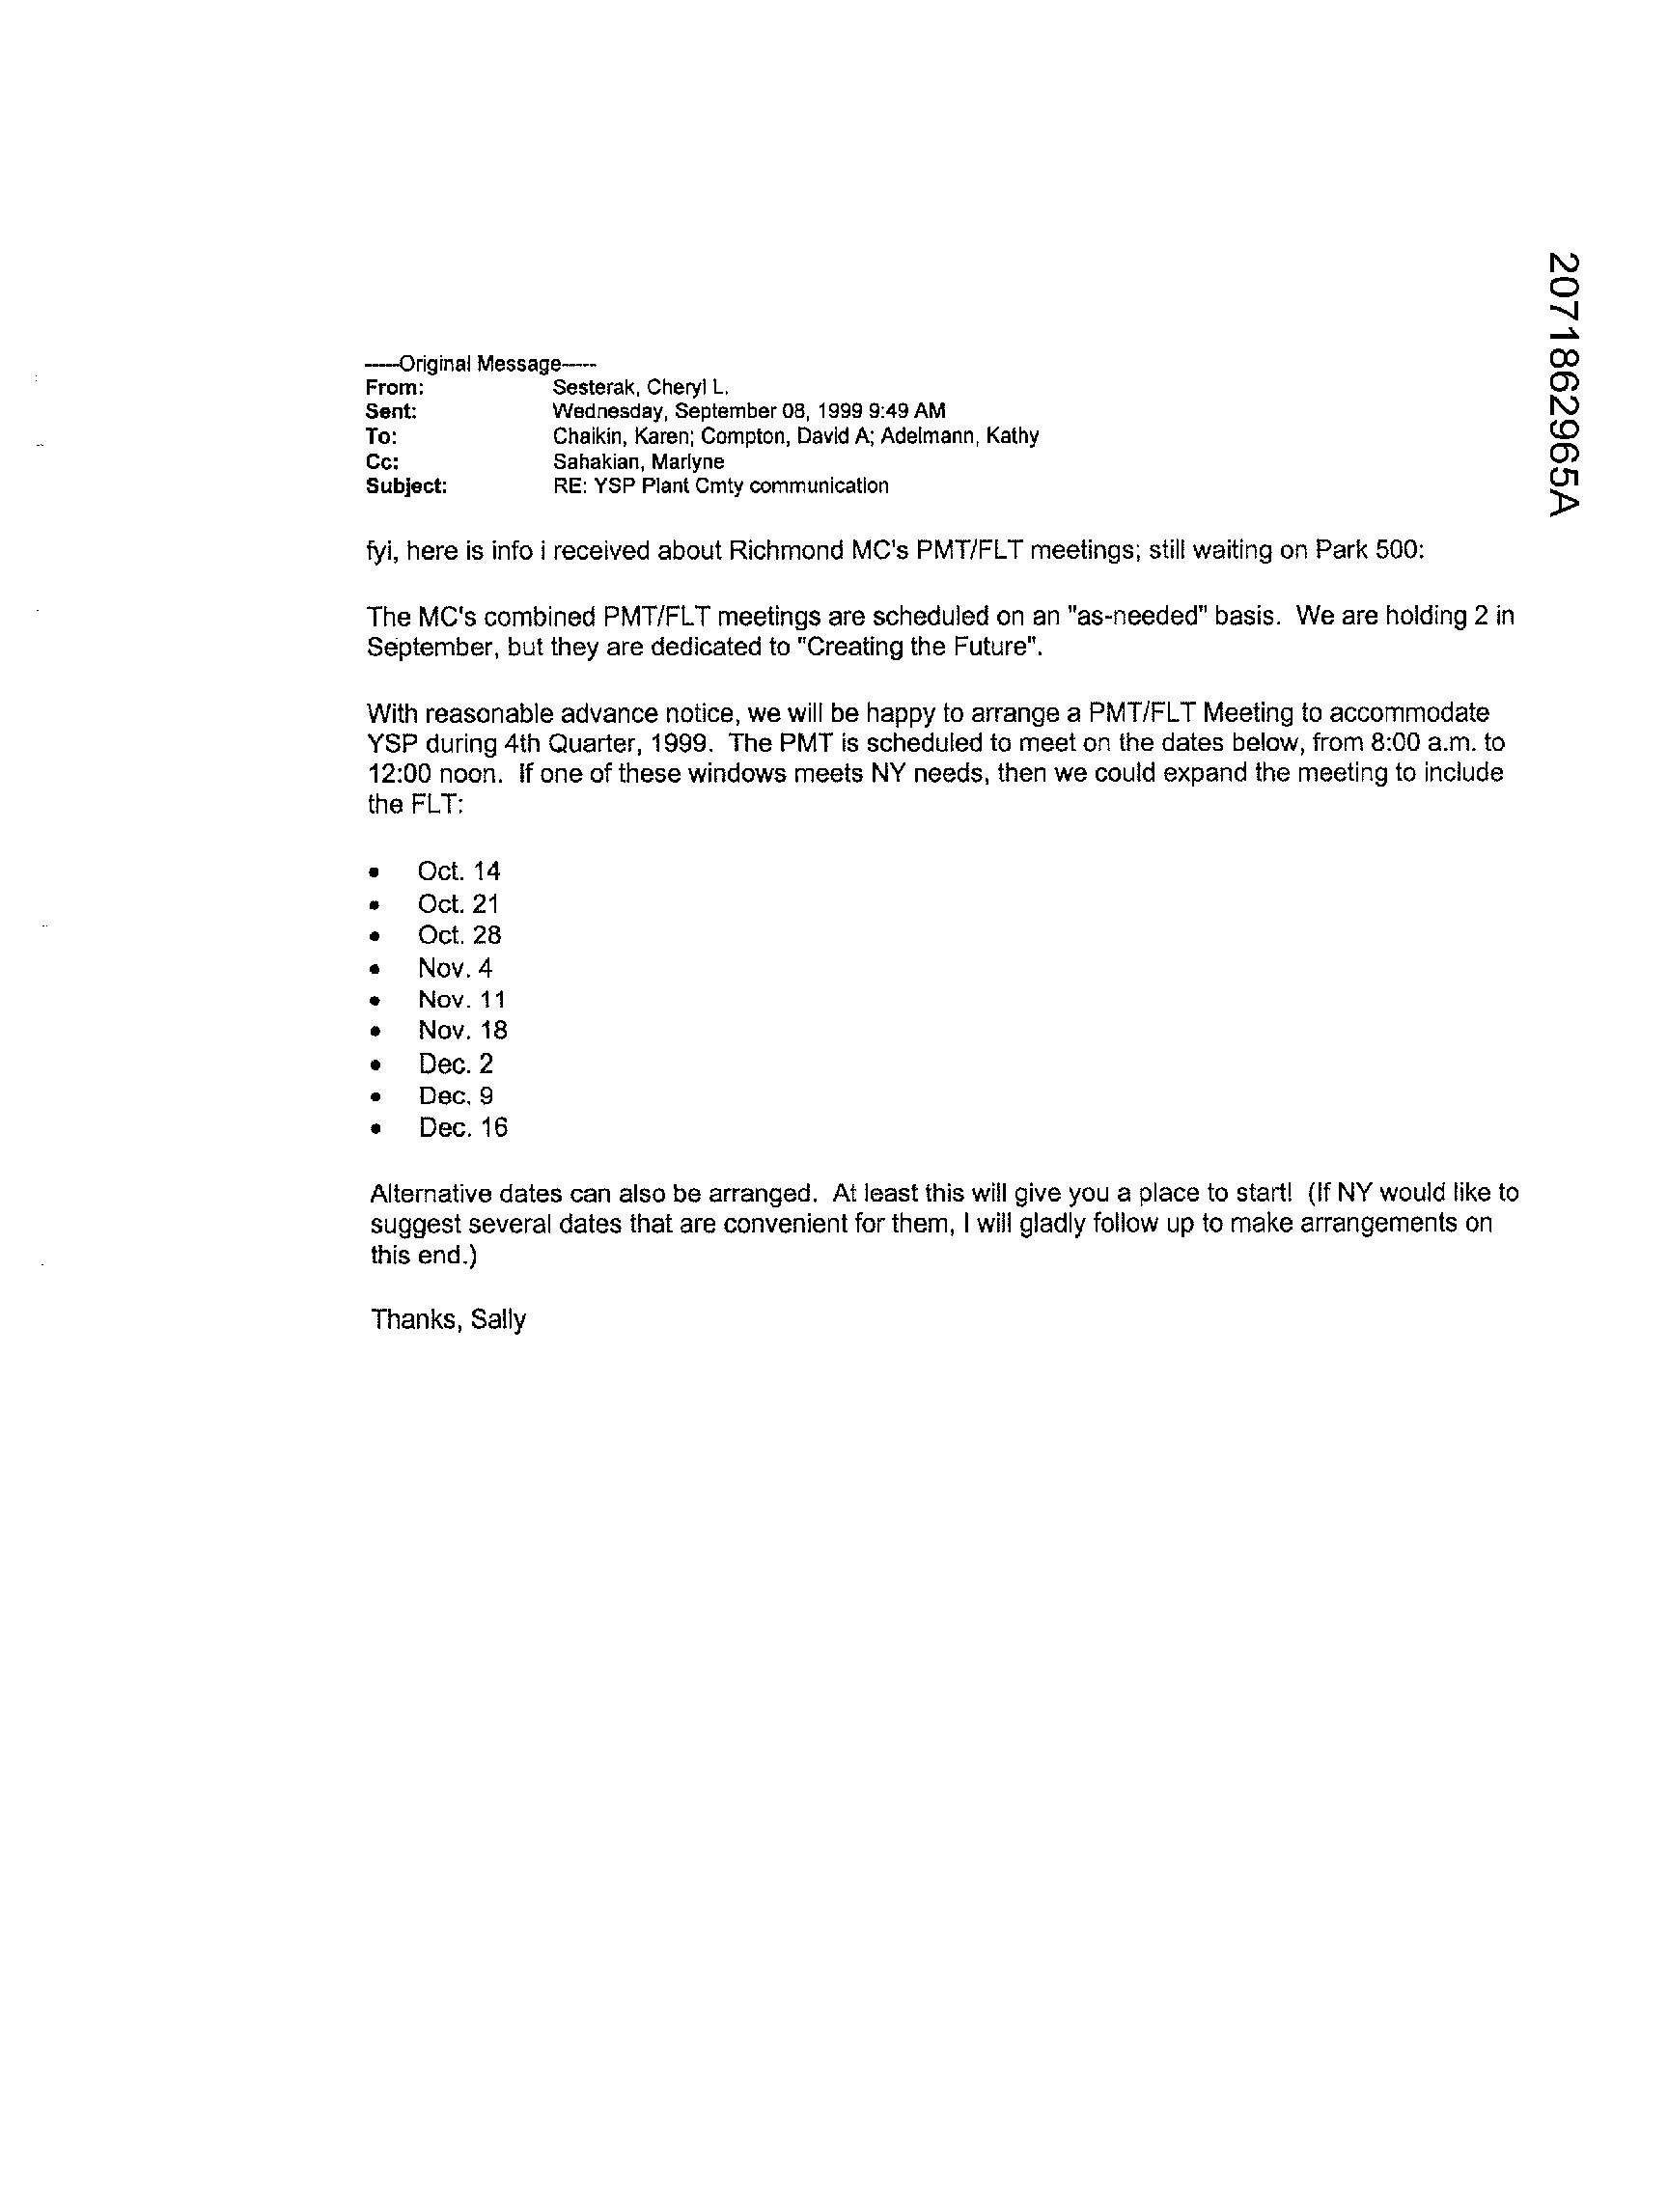 2071862965A
-----Original Message-----
From: Sesterak, Cheryl L.
Sent: Wednesday, September 08, 1999 9:49 AM
To: Chaikin, Karen; Compton, David A; Adelmann, Kathy
Cc: Sahakian, Marlyne
Subject: RE: YSP Plant Cmty communication
fyi, here is info i received about Richmond MC's PMT/FLT meetings; still waiting on Park 500:
The MC's combined PMT/FLT meetings are scheduled on an "as-needed" basis. We are holding 2 in
September, but they are dedicated to "Creating the Future".
With reasonable advance notice, we will be happy to arrange a PMT/FLT Meeting to accommodate
YSP during 4th Quarter, 1999. The PMT is scheduled to meet on the dates below, from 8:00 a.m. to
12:00 noon. If one of these windows meets NY needs, then we could expand the meeting to include
the FLT:
• Oct. 14
• Oct. 21
• Oct. 28
• Nov. 4
• Nov. 11
• Nov. 18
• Dec. 2
• Dec. 9
• Dec. 16
Alternative dates can also be arranged. At least this will give you a place to start! (If NY would like to
suggest several dates that are convenient for them, I will gladly follow up to make arrangements on
this end.)
Thanks, Sally